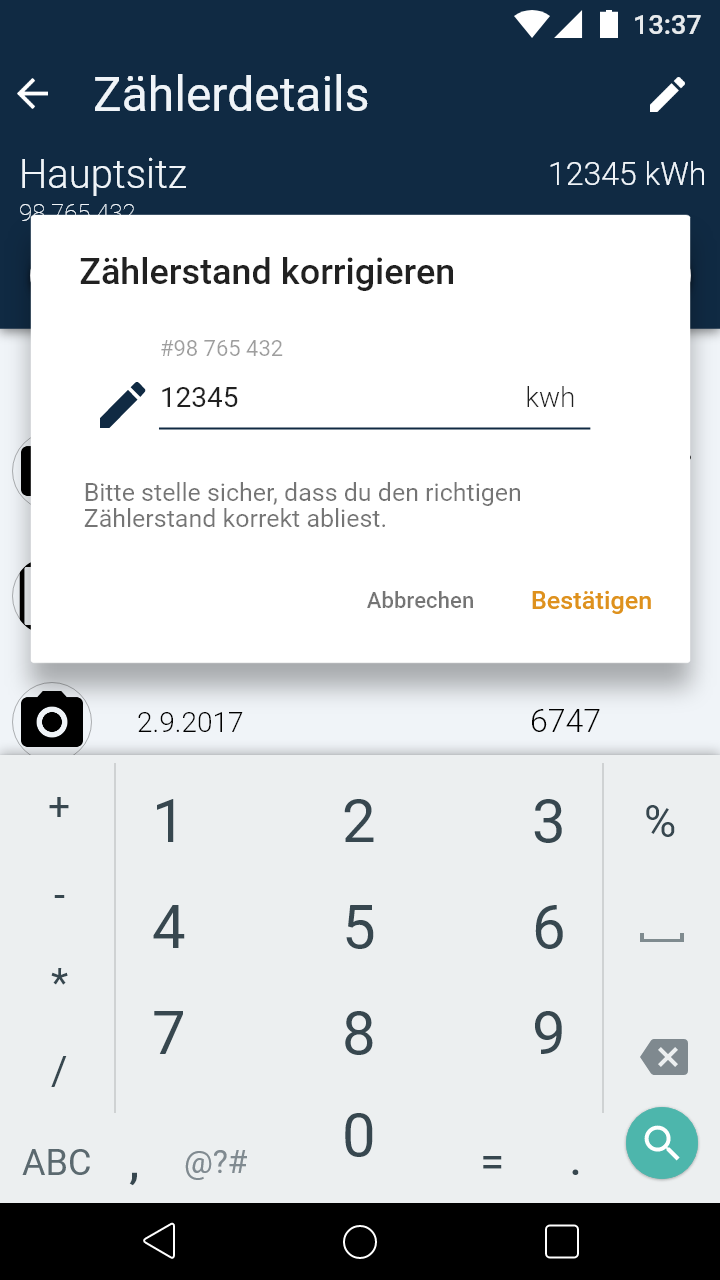 13:37
Zählerdetails
Hauptsitz 12345 kWh
98 765 432
Zählerstand korrigieren
#98 765 432
12345 kwh
Bitte stelle sicher, dass du den richtigen
Zählerstand korrekt abliest.
Abbrechen Bestätigen
2.9.2017 6747
+ 1 2 3 %
- 4 5 6
* 7 8 9
/
ABC , @?# 0 = .